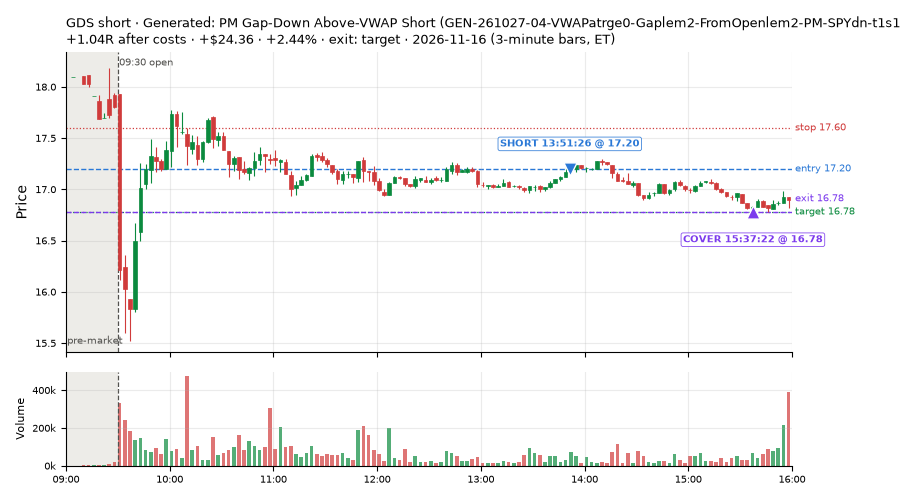 GDS short · Generated: PM Gap-Down Above-VWAP Short (GEN-261027-04-VWAPatrge0-Gaplem2-FromOpenlem2-PM-SPYdn-t1s1
+1.04R after costs · +$24.36 · +2.44% · exit: target · 2026-11-16 (3-minute bars, ET)
09:30 open
18.0
17.5
17.0
16.5
16.0
15.5
Price
stop 17.60
SHORT 13:51:26 @ 17.20
entry 17.20
exit 16.78
target 16.78
COVER 15:37:22 @ 16.78
pre-market
400k
200k
0k
Volume
09:00
10:00
11:00
12:00
13:00
14:00
15:00
16:00